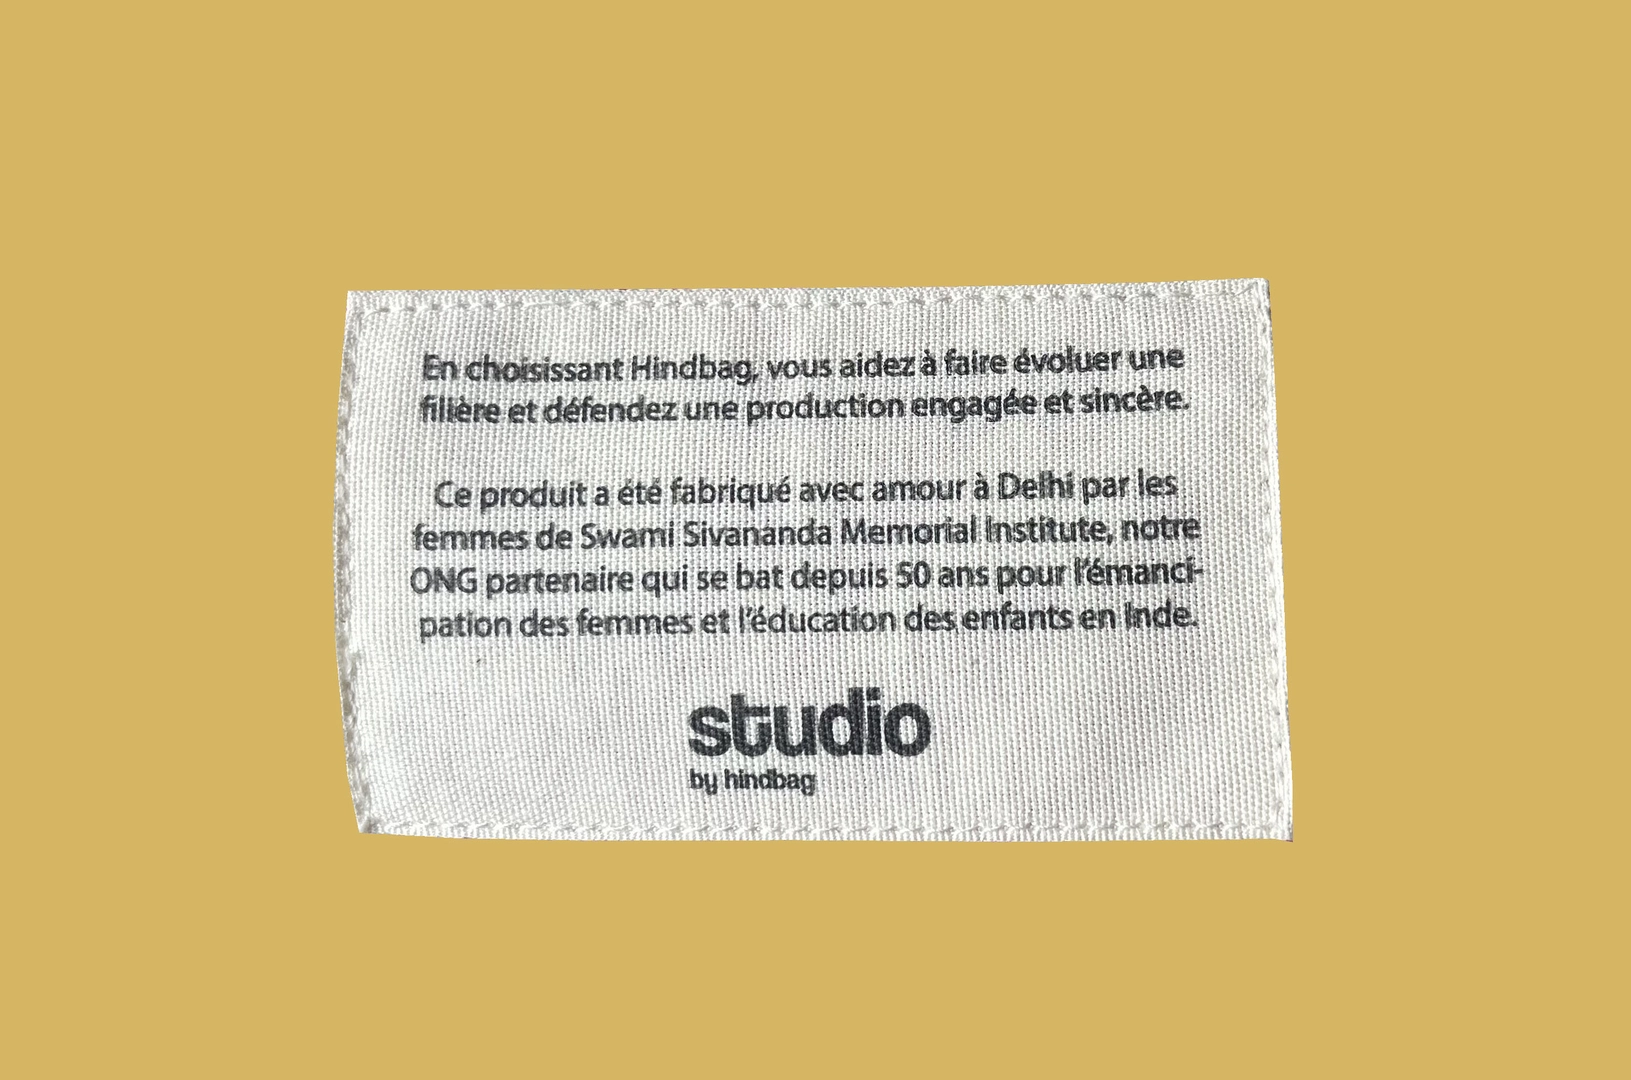 En choisissant Hindbag, vous aidez à faire évoluer une
filière et défendez une production engagée et sincère.
Ce produit a été fabriqué avec amour à Delhi par les
femmes de Swami Sivananda Memorial Institute, notre
ONG partenaire qui se bat depuis 50 ans pour l'émanci-
pation des femmes et l'éducation des enfants en Inde.
studio
by hindbag